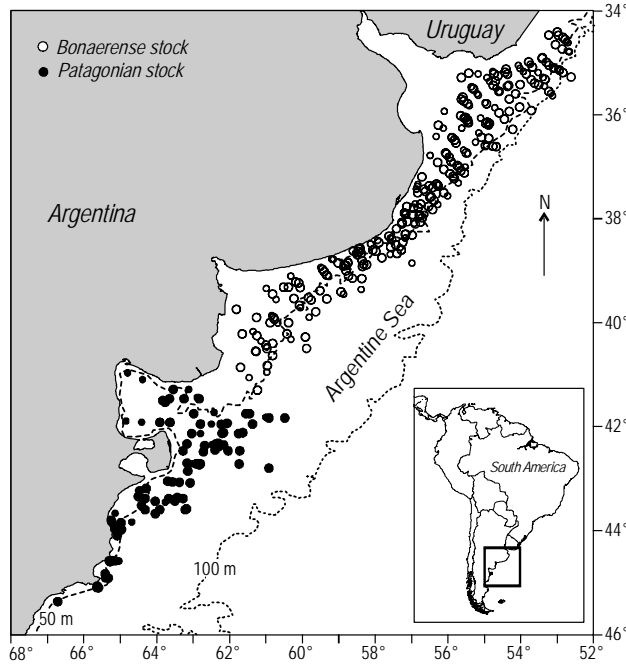 34°
Uruguay
Bonaerense stock
Patagonian stock
36°
Argentina
N
38°
40°
Argentine Sea
42°
South America
44°
100 m
50 m
46°
68° 66° 64° 62° 60° 58° 56° 54° 52°